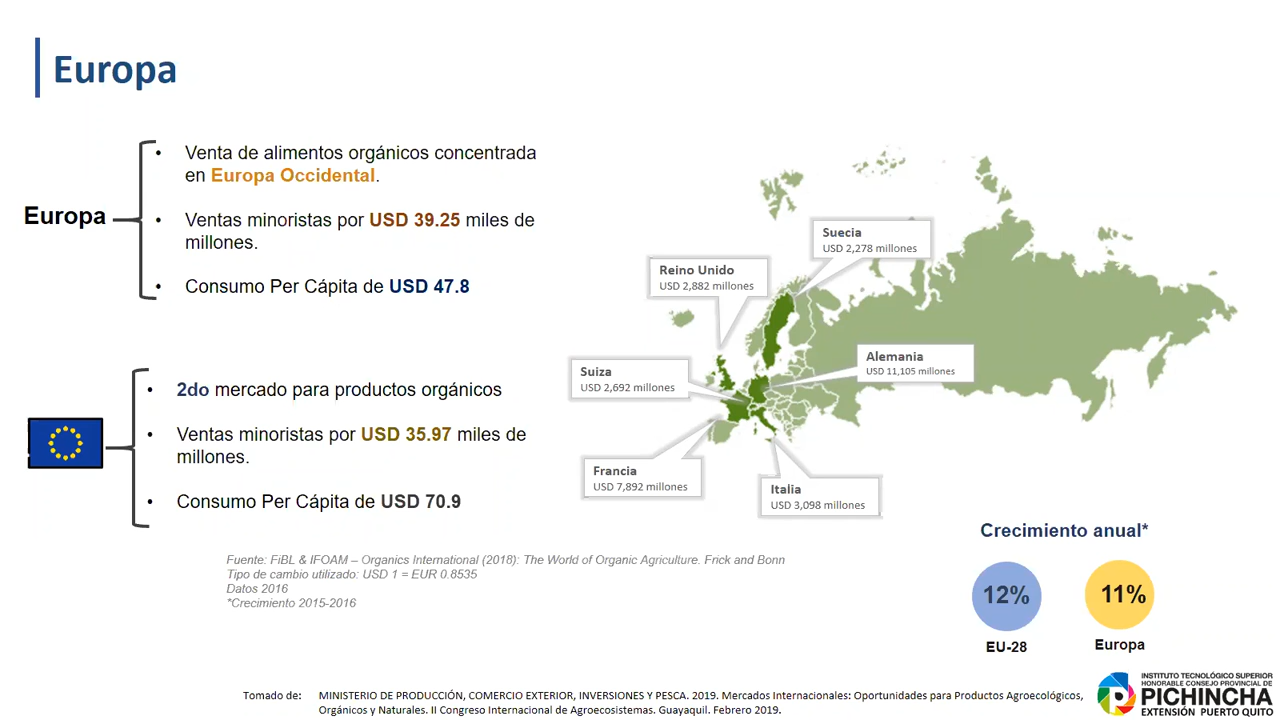 Europa
Europa
• Venta de alimentos orgánicos concentrada
en Europa Occidental.
• Ventas minoristas por USD 39.25 miles de
millones.
• Consumo Per Cápita de USD 47.8
• 2do mercado para productos orgánicos
• Ventas minoristas por USD 35.97 miles de
millones.
• Consumo Per Cápita de USD 70.9
Suecia
USD 2,278 millones
Reino Unido
USD 2,882 millones
Alemania
USD 11,105 millones
Suiza
USD 2,692 millones
Francia
USD 7,892 millones
Italia
USD 3,098 millones
Crecimiento anual*
12%
EU-28
11%
Europa
Fuente: FiBL & IFOAM – Organics International (2018): The World of Organic Agriculture. Frick and Bonn
Tipo de cambio utilizado: USD 1 = EUR 0.8535
Datos 2016
*Crecimiento 2015-2016
Tomado de: MINISTERIO DE PRODUCCIÓN, COMERCIO EXTERIOR, INVERSIONES Y PESCA. 2019. Mercados Internacionales: Oportunidades para Productos Agroecológicos,
Orgánicos y Naturales. II Congreso Internacional de Agroecosistemas. Guayaquil. Febrero 2019.
INSTITUTO TECNOLÓGICO SUPERIOR
HONORABLE CONSEJO PROVINCIAL DE
PICHINCHA
EXTENSIÓN PUERTO QUITO